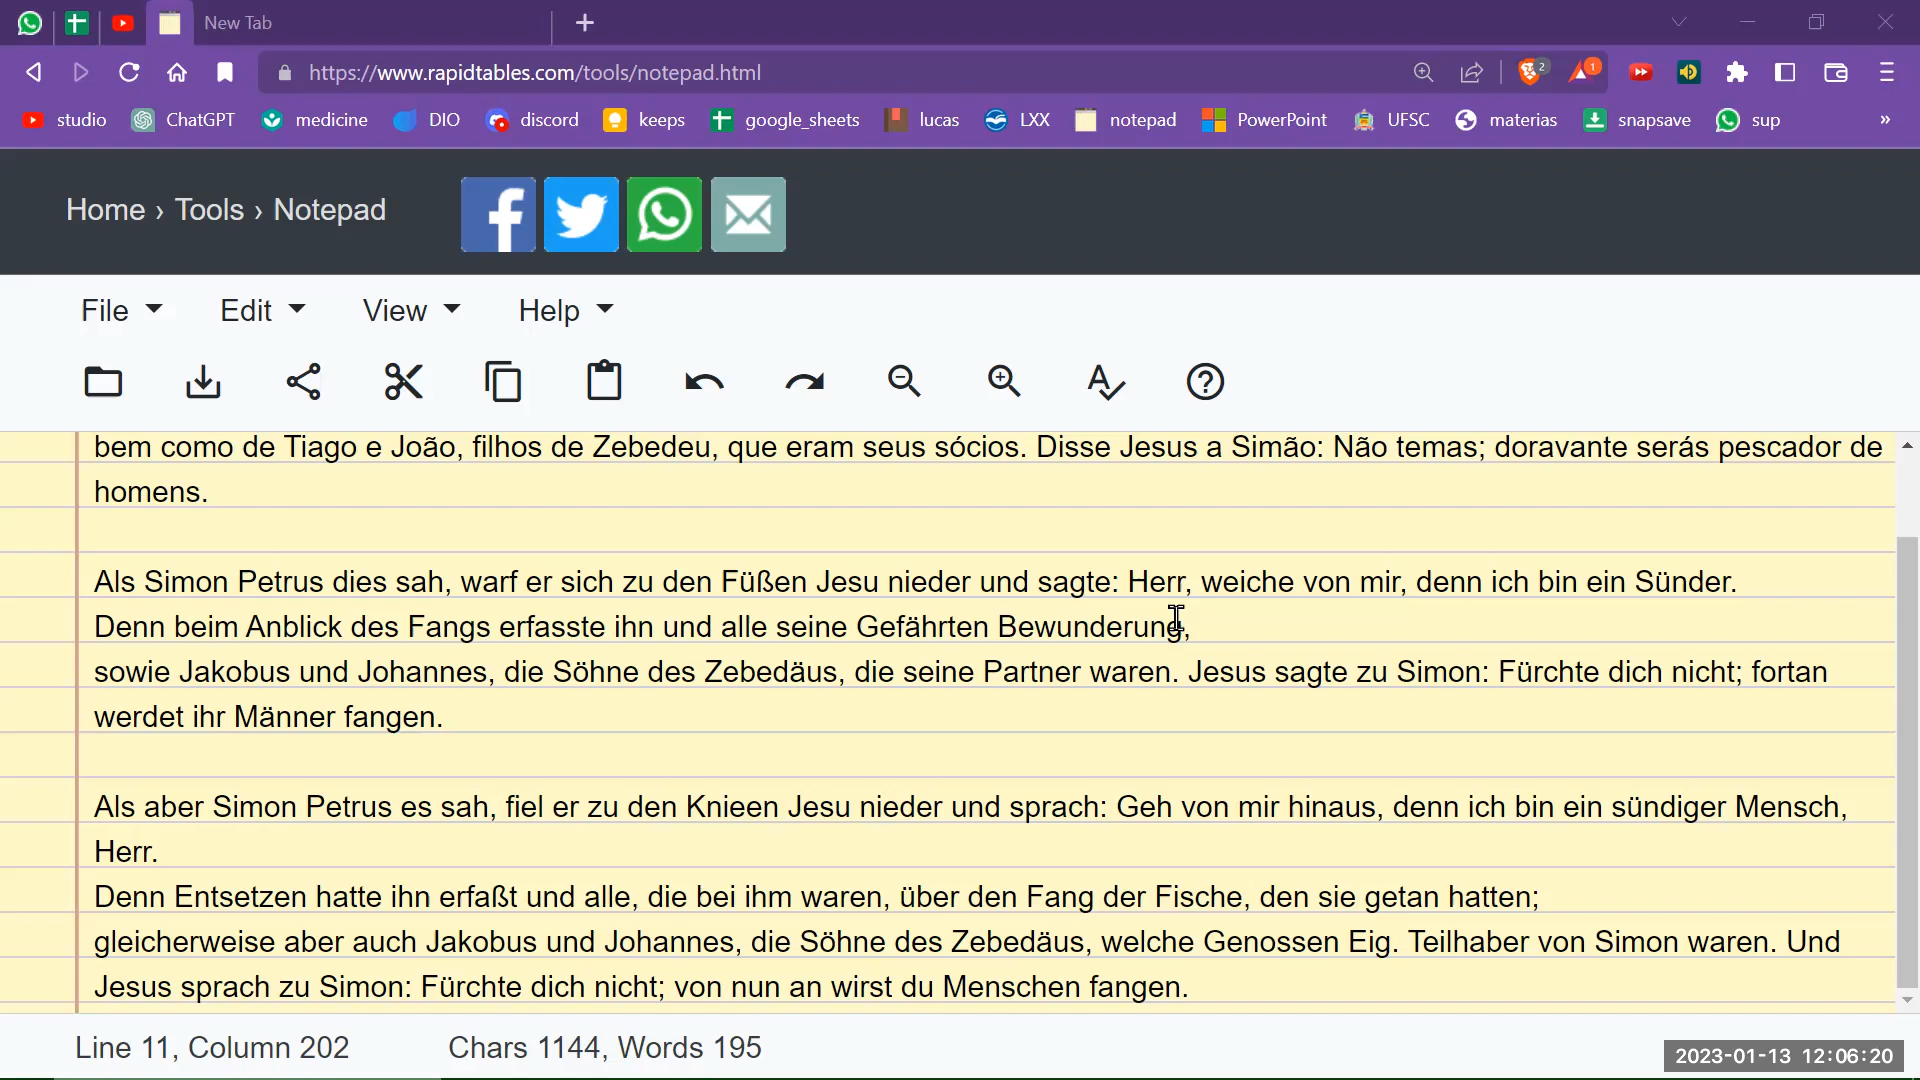 New Tab
https://www.rapidtables.com/tools/notepad.html
2
1
studio ChatGPT medicine DIO discord keeps google_sheets lucas LXX notepad PowerPoint UFSC materias snapsave sup »
Home › Tools › Notepad
File Edit View Help
bem como de Tiago e João, filhos de Zebedeu, que eram seus sócios. Disse Jesus a Simão: Não temas; doravante serás pescador de
homens.
Als Simon Petrus dies sah, warf er sich zu den Füßen Jesu nieder und sagte: Herr, weiche von mir, denn ich bin ein Sünder.
Denn beim Anblick des Fangs erfasste ihn und alle seine Gefährten Bewunderung,
sowie Jakobus und Johannes, die Söhne des Zebedäus, die seine Partner waren. Jesus sagte zu Simon: Fürchte dich nicht; fortan
werdet ihr Männer fangen.
Als aber Simon Petrus es sah, fiel er zu den Knieen Jesu nieder und sprach: Geh von mir hinaus, denn ich bin ein sündiger Mensch,
Herr.
Denn Entsetzen hatte ihn erfaßt und alle, die bei ihm waren, über den Fang der Fische, den sie getan hatten;
gleicherweise aber auch Jakobus und Johannes, die Söhne des Zebedäus, welche Genossen Eig. Teilhaber von Simon waren. Und
Jesus sprach zu Simon: Fürchte dich nicht; von nun an wirst du Menschen fangen.
Line 11, Column 202 Chars 1144, Words 195
2023-01-13 12:06:20